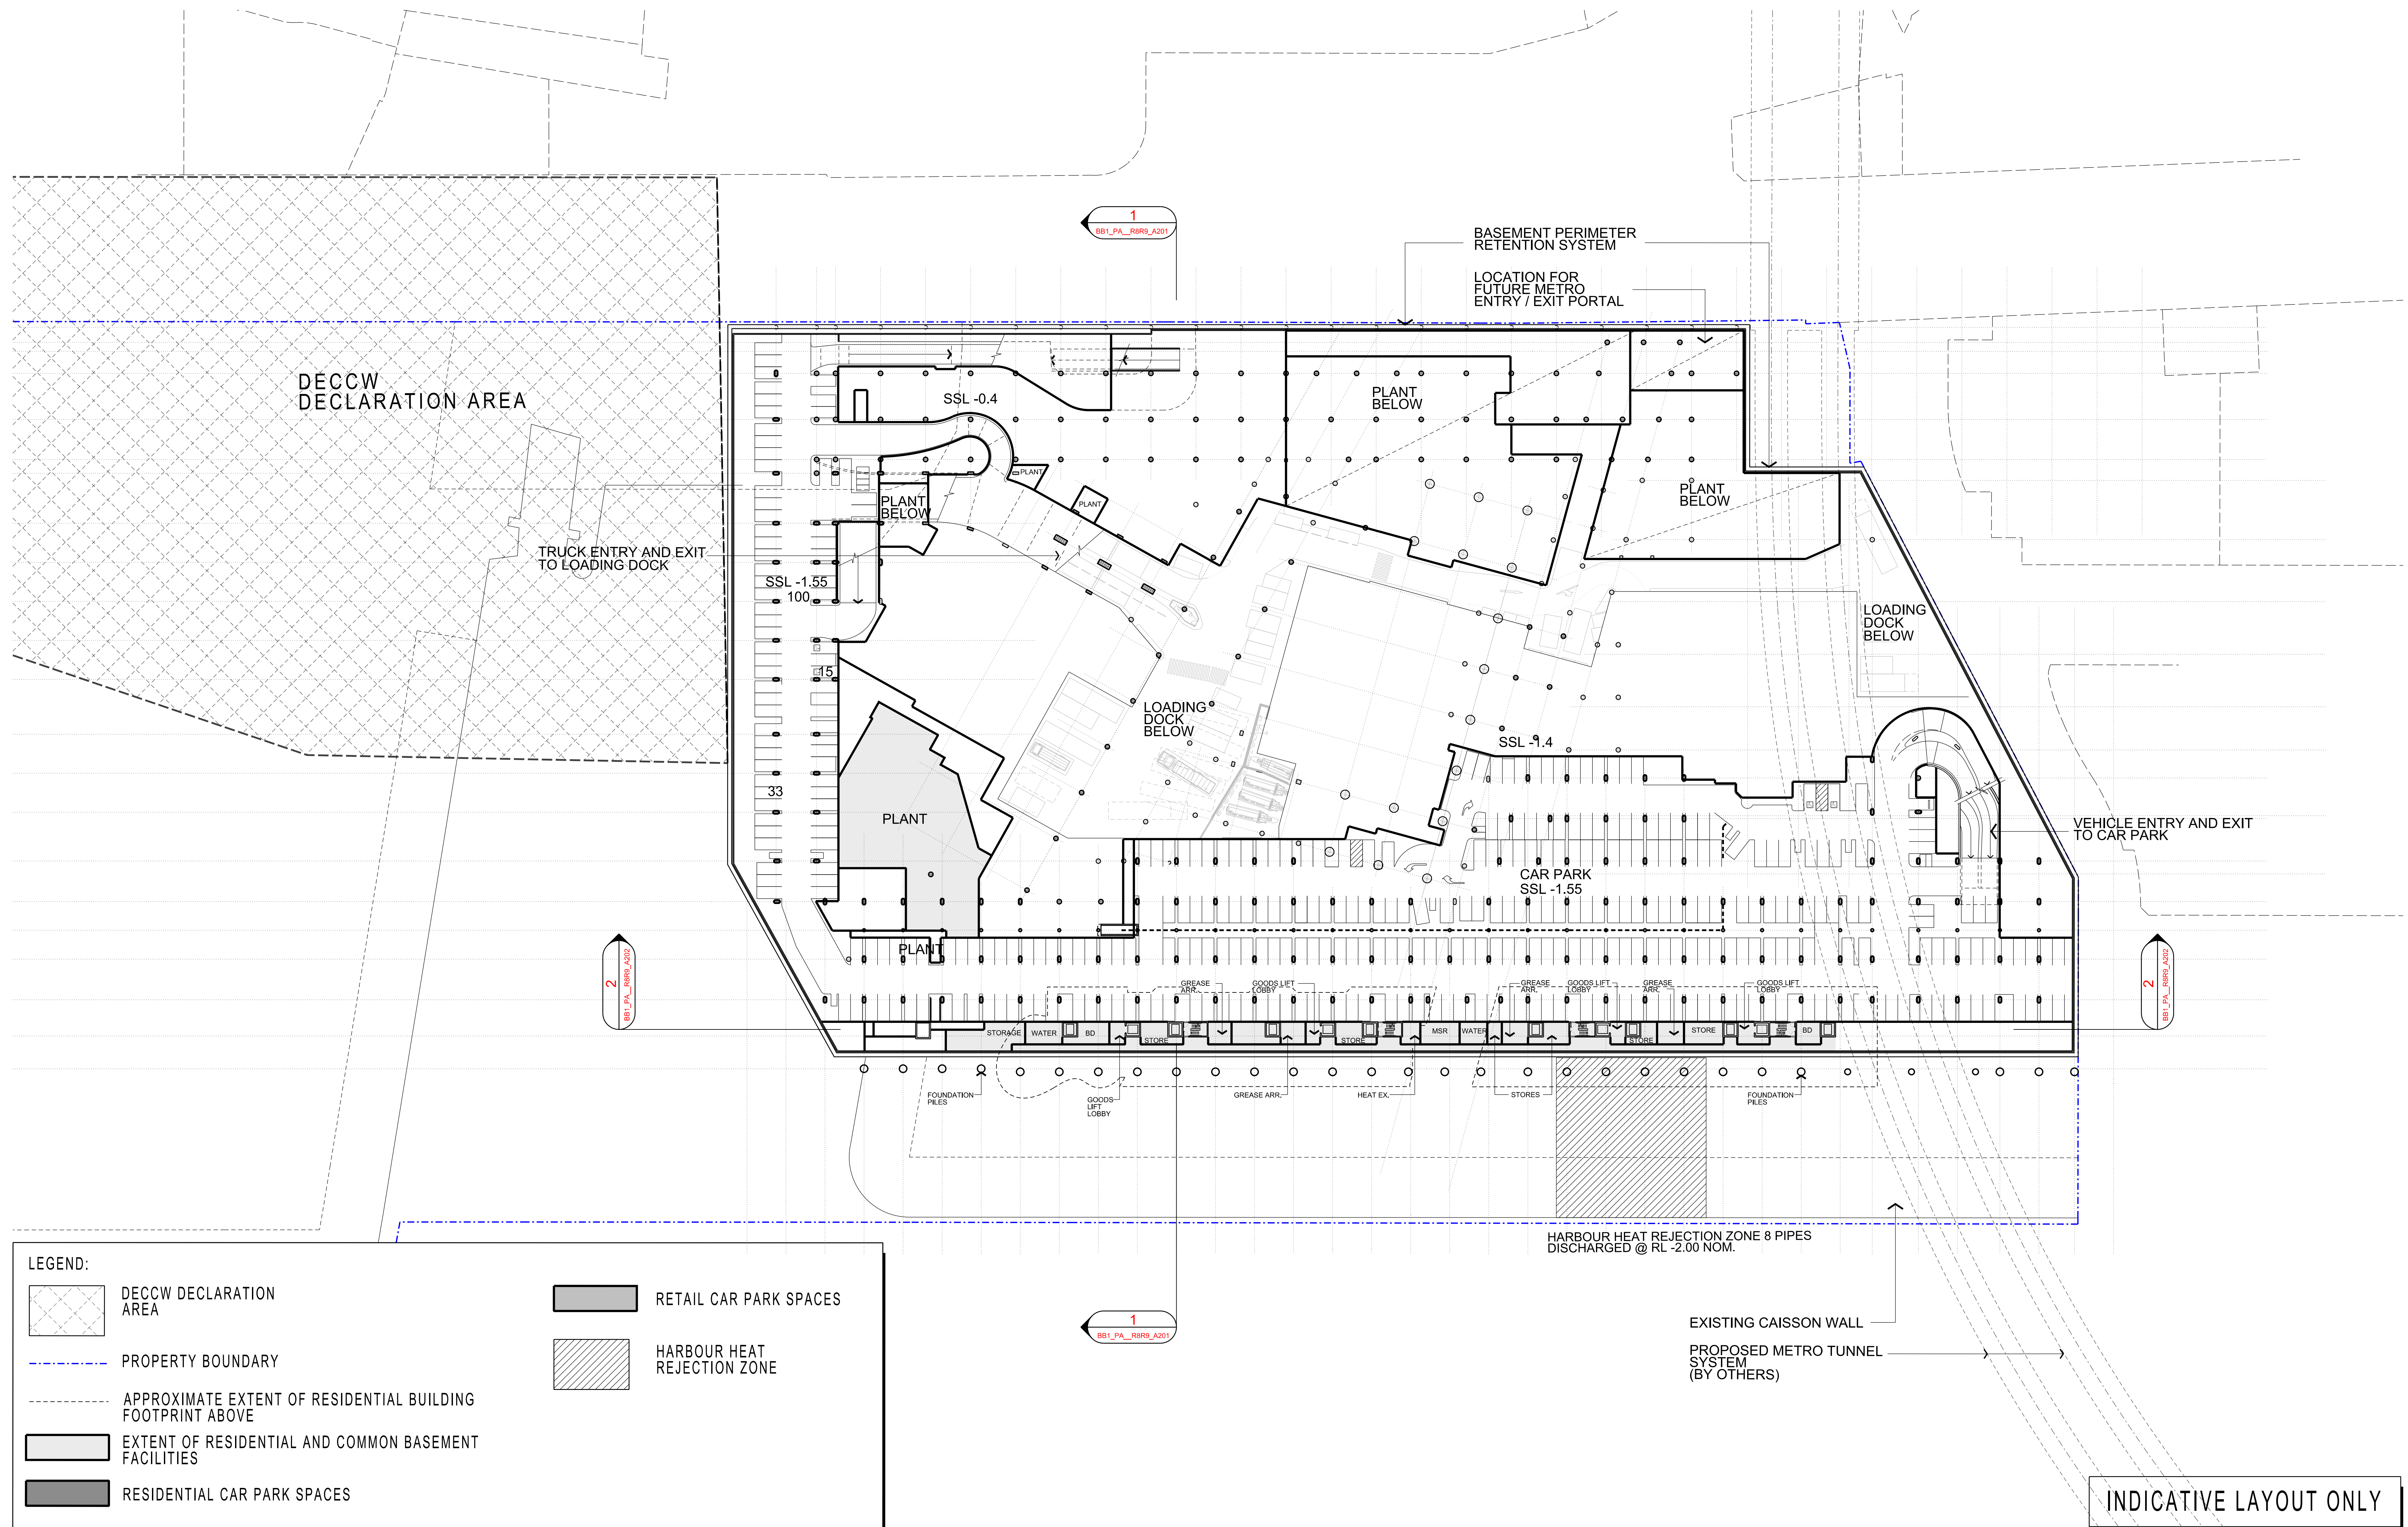 1
BB1_PA__R8R9_A201
BASEMENT PERIMETER
RETENTION SYSTEM
LOCATION FOR
FUTURE METRO
ENTRY / EXIT PORTAL
DECCW
DECLARATION AREA
SSL -0.4
PLANT
BELOW
PLANT
PLANT
PLANT
BELOW
PLANT
BELOW
TRUCK ENTRY AND EXIT
TO LOADING DOCK
SSL -1.55
100
LOADING
DOCK
BELOW
15
LOADING
DOCK
BELOW
SSL -1.4
33
PLANT
VEHICLE ENTRY AND EXIT
TO CAR PARK
CAR PARK
SSL -1.55
PLANT
2
BB1_PA__R8R9_A202
2
BB1_PA__R8R9_A202
GREASE
ARR.
GOODS LIFT
LOBBY
GREASE
ARR.
GOODS LIFT
LOBBY
GREASE
ARR.
GOODS LIFT
LOBBY
STORAGE
WATER
BD
STORE
STORE
MSR
WATER
STORE
STORE
BD
FOUNDATION
PILES
GOODS
LIFT
LOBBY
GREASE ARR.
HEAT EX.
STORES
FOUNDATION
PILES
HARBOUR HEAT REJECTION ZONE 8 PIPES
DISCHARGED @ RL -2.00 NOM.
1
BB1_PA__R8R9_A201
EXISTING CAISSON WALL
PROPOSED METRO TUNNEL
SYSTEM
(BY OTHERS)
LEGEND:
DECCW DECLARATION
AREA
PROPERTY BOUNDARY
APPROXIMATE EXTENT OF RESIDENTIAL BUILDING
FOOTPRINT ABOVE
EXTENT OF RESIDENTIAL AND COMMON BASEMENT
FACILITIES
RESIDENTIAL CAR PARK SPACES
RETAIL CAR PARK SPACES
HARBOUR HEAT
REJECTION ZONE
INDICATIVE LAYOUT ONLY